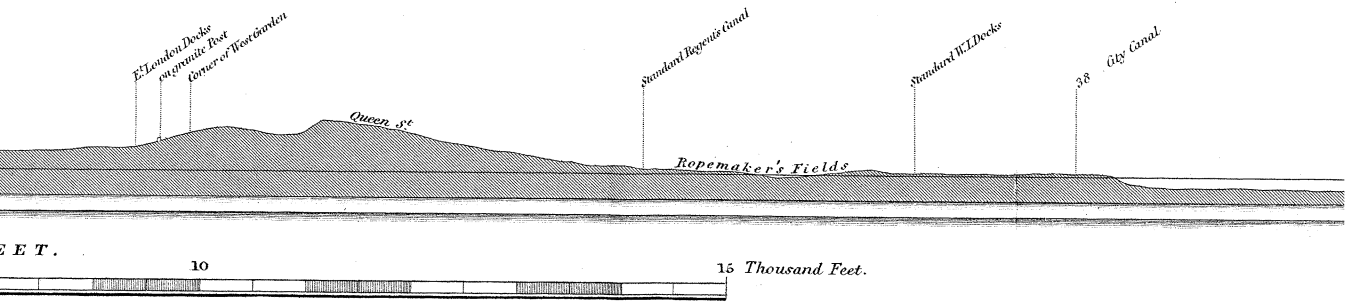 Et. London Docks
on granite Post
Corner of West Garden
Standard Regents Canal
Standard W.I. Docks
38 City Canal
Queen St.
Ropemaker's Fields
EET.
10
15 Thousand Feet.